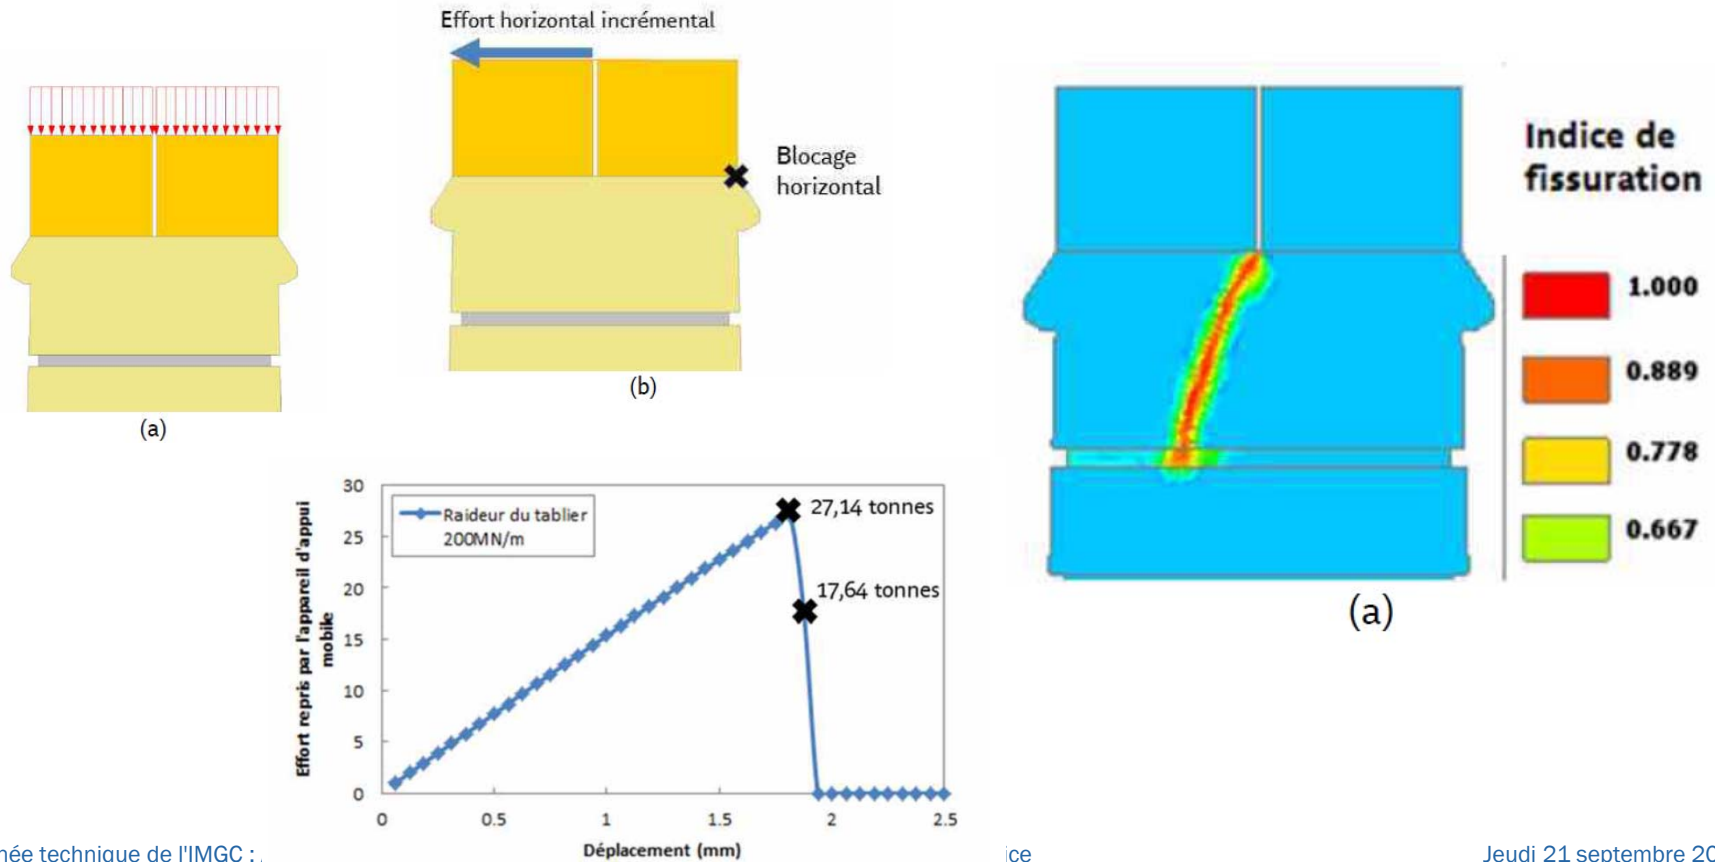 Effort horizontal incrémental
Blocage
horizontal
(a)
(b)
Indice de
fissuration
1.000
0.889
0.778
0.667
(a)
Effort repris par l'appareil d'appui
mobile
30
25
20
15
10
5
0
Raideur du tablier
200MN/m
27,14 tonnes
17,64 tonnes
0
0.5
1
1.5
2
2.5
Déplacement (mm)
née technique de l'IMGC :
ice
Jeudi 21 septembre 20